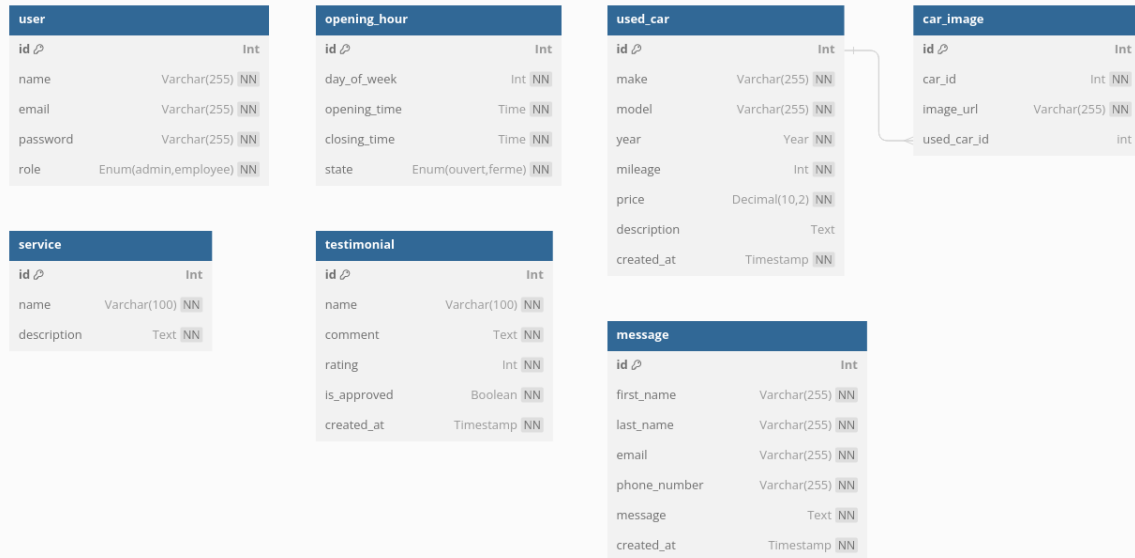 user
id Int
name Varchar(255) NN
email Varchar(255) NN
password Varchar(255) NN
role Enum(admin,employee) NN
opening_hour
id Int
day_of_week Int NN
opening_time Time NN
closing_time Time NN
state Enum(ouvert,ferme) NN
used_car
id Int
make Varchar(255) NN
model Varchar(255) NN
year Year NN
mileage Int NN
price Decimal(10,2) NN
description Text
created_at Timestamp NN
car_image
id Int
car_id Int NN
image_url Varchar(255) NN
used_car_id int
service
id Int
name Varchar(100) NN
description Text NN
testimonial
id Int
name Varchar(100) NN
comment Text NN
rating Int NN
is_approved Boolean NN
created_at Timestamp NN
message
id Int
first_name Varchar(255) NN
last_name Varchar(255) NN
email Varchar(255) NN
phone_number Varchar(255) NN
message Text NN
created_at Timestamp NN